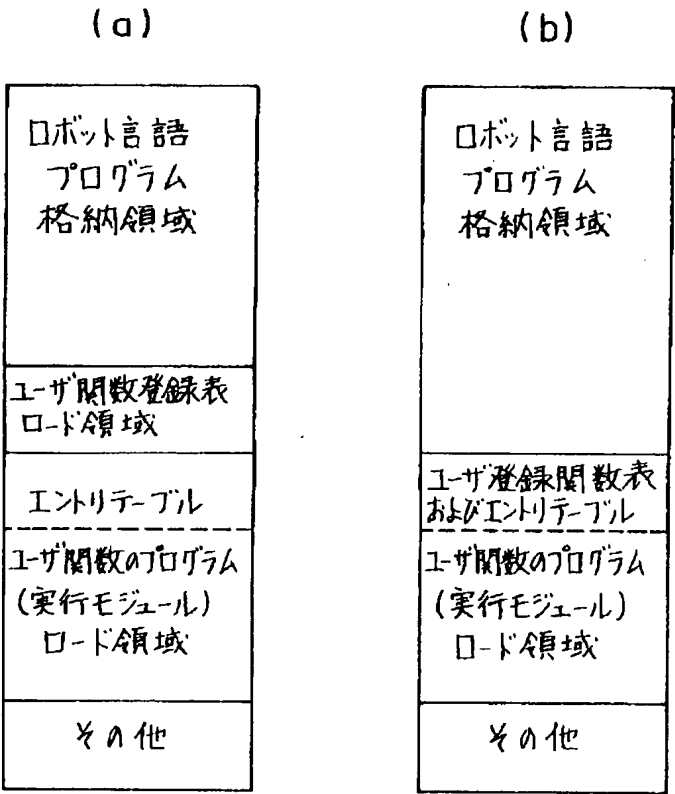 (a)
ロボット言語
プログラム
格納領域
ユーザ関数登録表
ロード領域
エントリテーブル
ユーザ関数のプログラム
(実行モジュール)
ロード領域
その他
(b)
ロボット言語
プログラム
格納領域
ユーザ登録関数表
およびエントリテーブル
ユーザ関数のプログラム
(実行モジュール)
ロード領域
その他